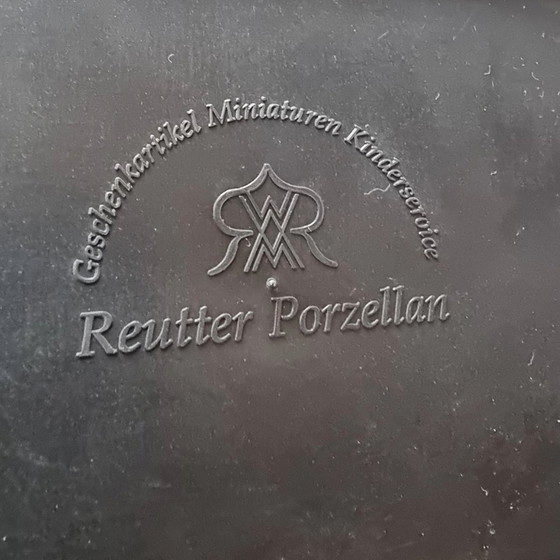 Geschenkartikel Miniaturen Kinderservice
W
R R
M
Reutter Porzellan